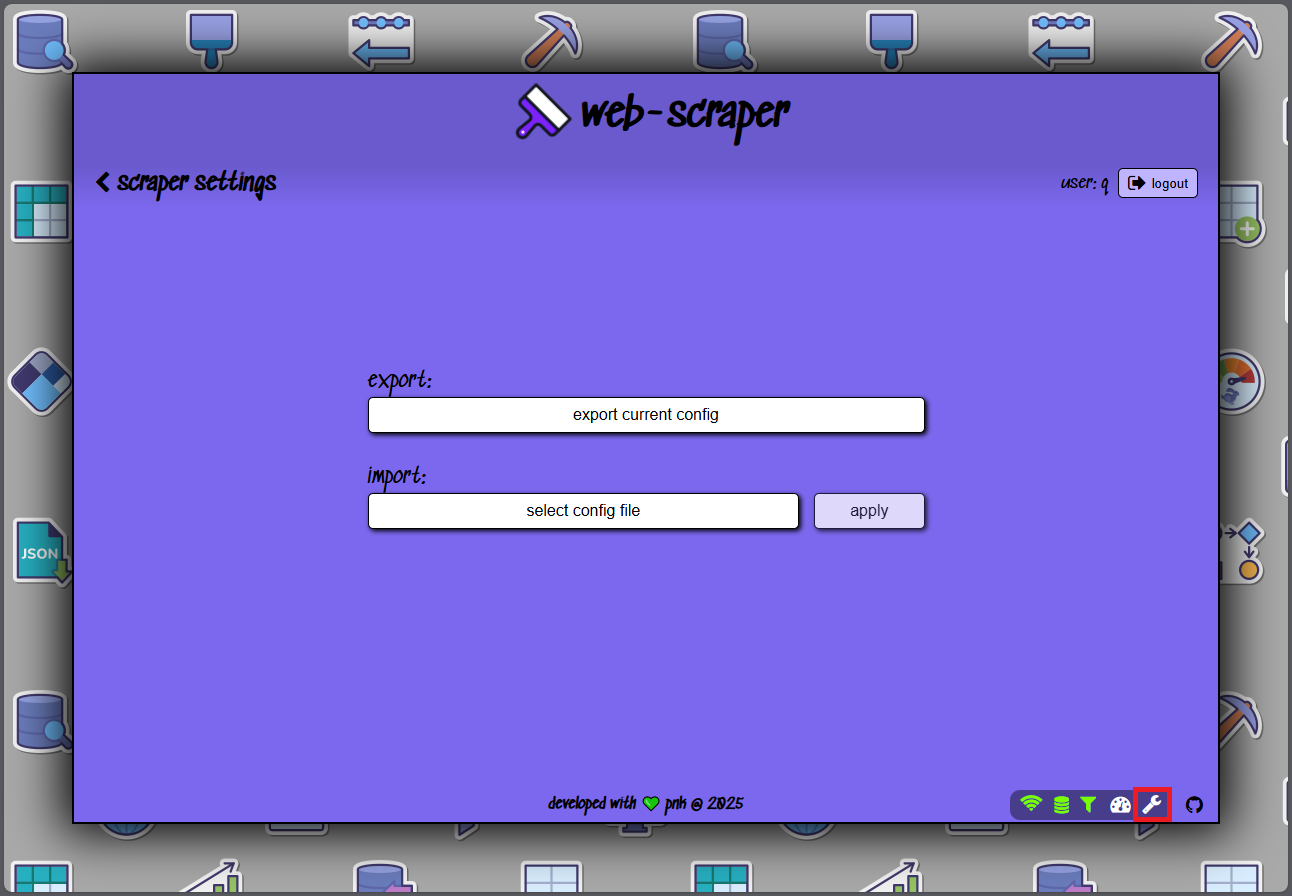 web-scraper
scraper settings
user: q
logout
export:
export current config
import:
select config file
apply
JSON
developed with 💚 pnk @ 2025